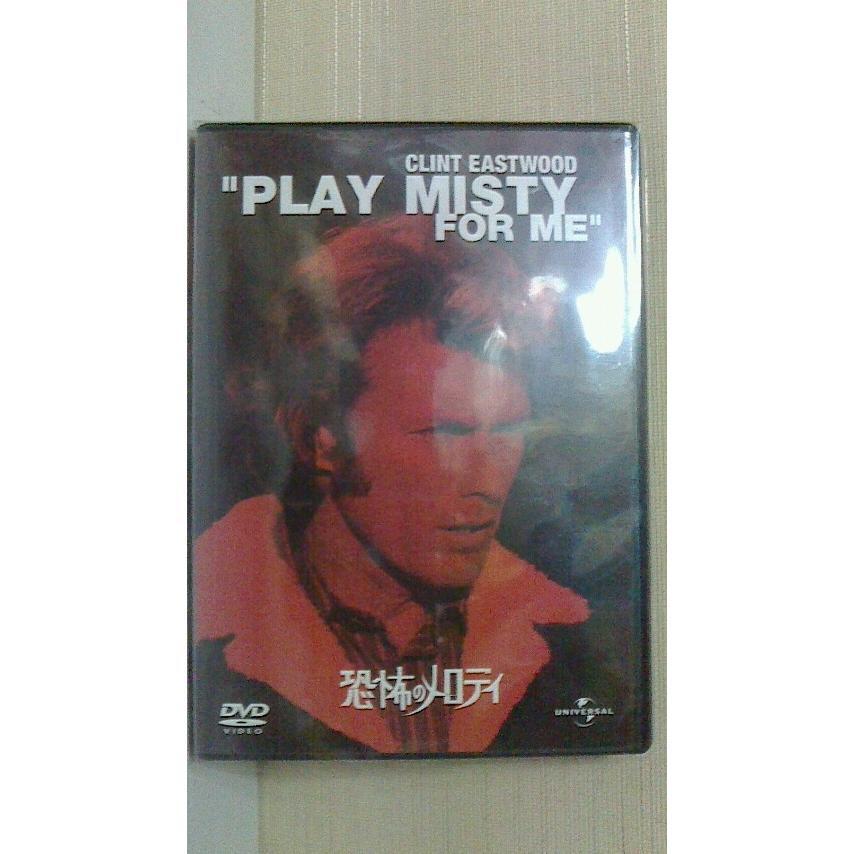 CLINT EASTWOOD
"PLAY MISTY
FOR ME"
恐怖のメロディ
DVD
VIDEO
UNIVERSAL